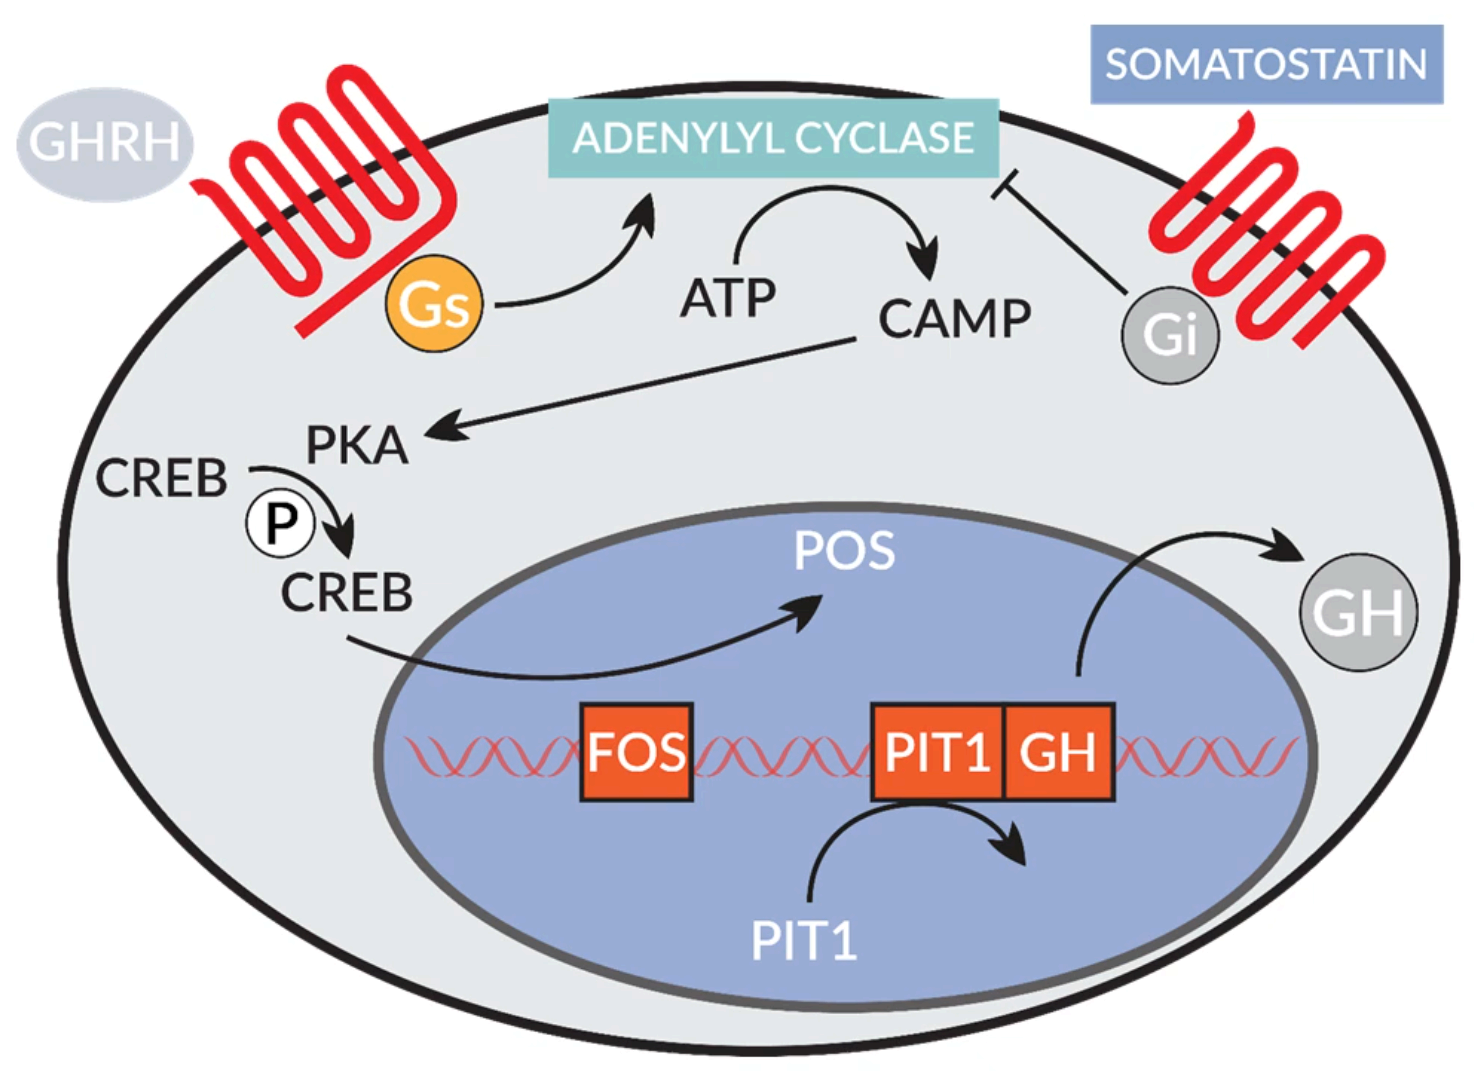 SOMATOSTATIN
GHRH
ADENYLYL CYCLASE
Gs
ATP
CAMP
Gi
PKA
CREB
P
CREB
POS
GH
FOS
PIT1
GH
PIT1